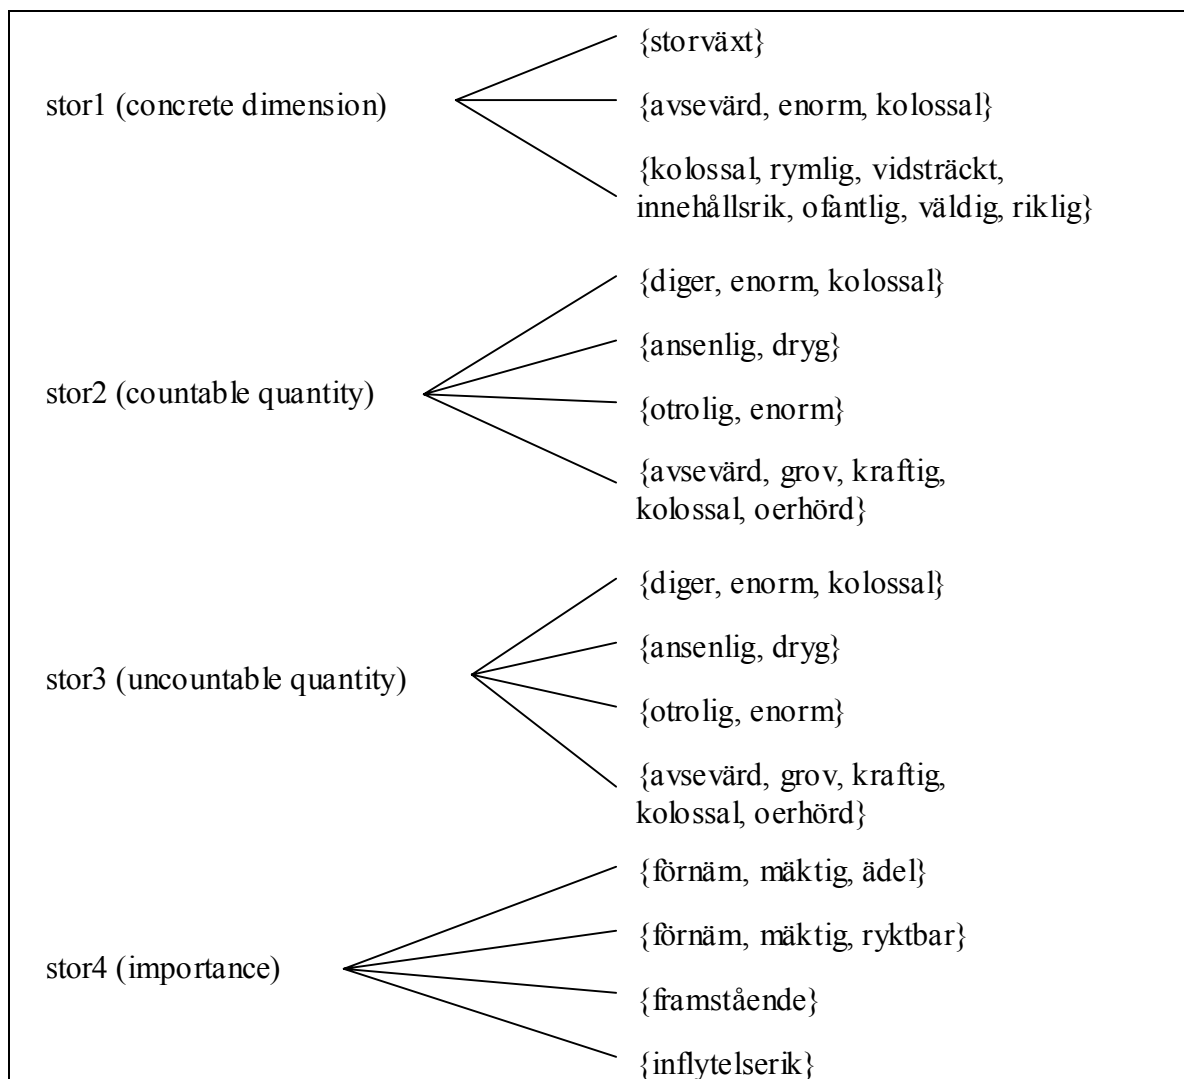 {storväxt}
stor1 (concrete dimension)
{avsevärd, enorm, kolossal}
{kolossal, rymlig, vidsträckt,
innehållsrik, ofantlig, väldig, riklig}
{diger, enorm, kolossal}
{ansenlig, dryg}
stor2 (countable quantity)
{otrolig, enorm}
{avsevärd, grov, kraftig,
kolossal, oerhörd}
{diger, enorm, kolossal}
{ansenlig, dryg}
stor3 (uncountable quantity)
{otrolig, enorm}
{avsevärd, grov, kraftig,
kolossal, oerhörd}
{förnäm, mäktig, ädel}
{förnäm, mäktig, ryktbar}
stor4 (importance)
{framstående}
{inflytelserik}